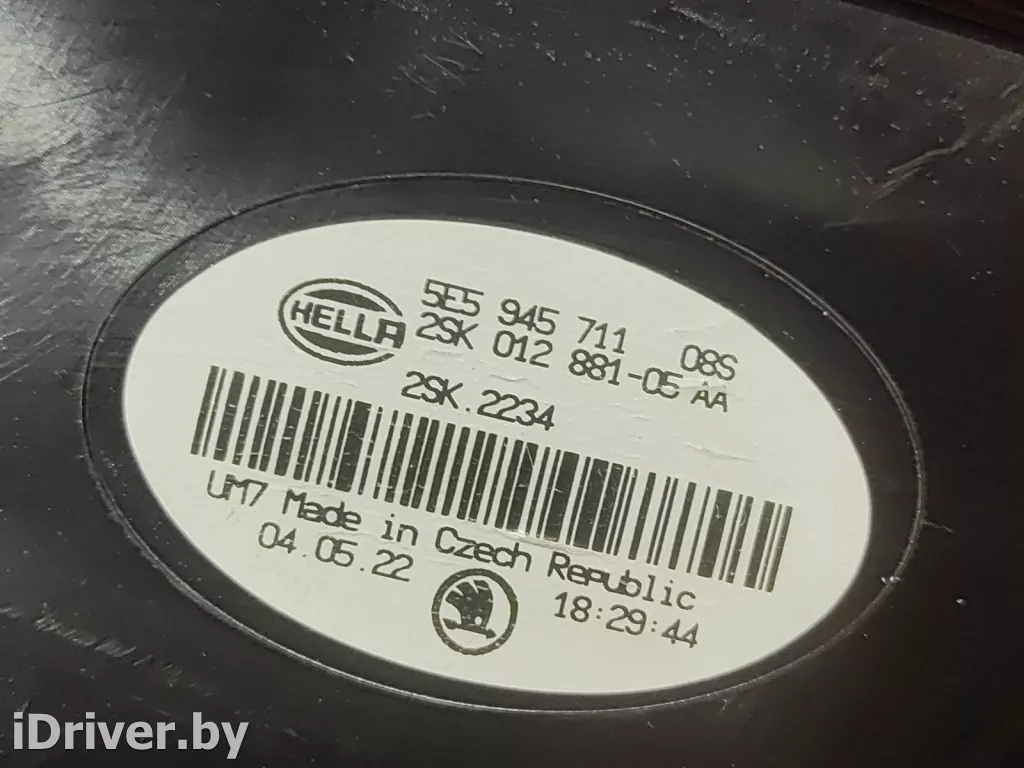 HELLA
5E5 945 711 08S
2SK 012 881-05 AA
2SK.2234
UM7 Made in Czech Republic
04.05.22 18:29:44
iDriver.by